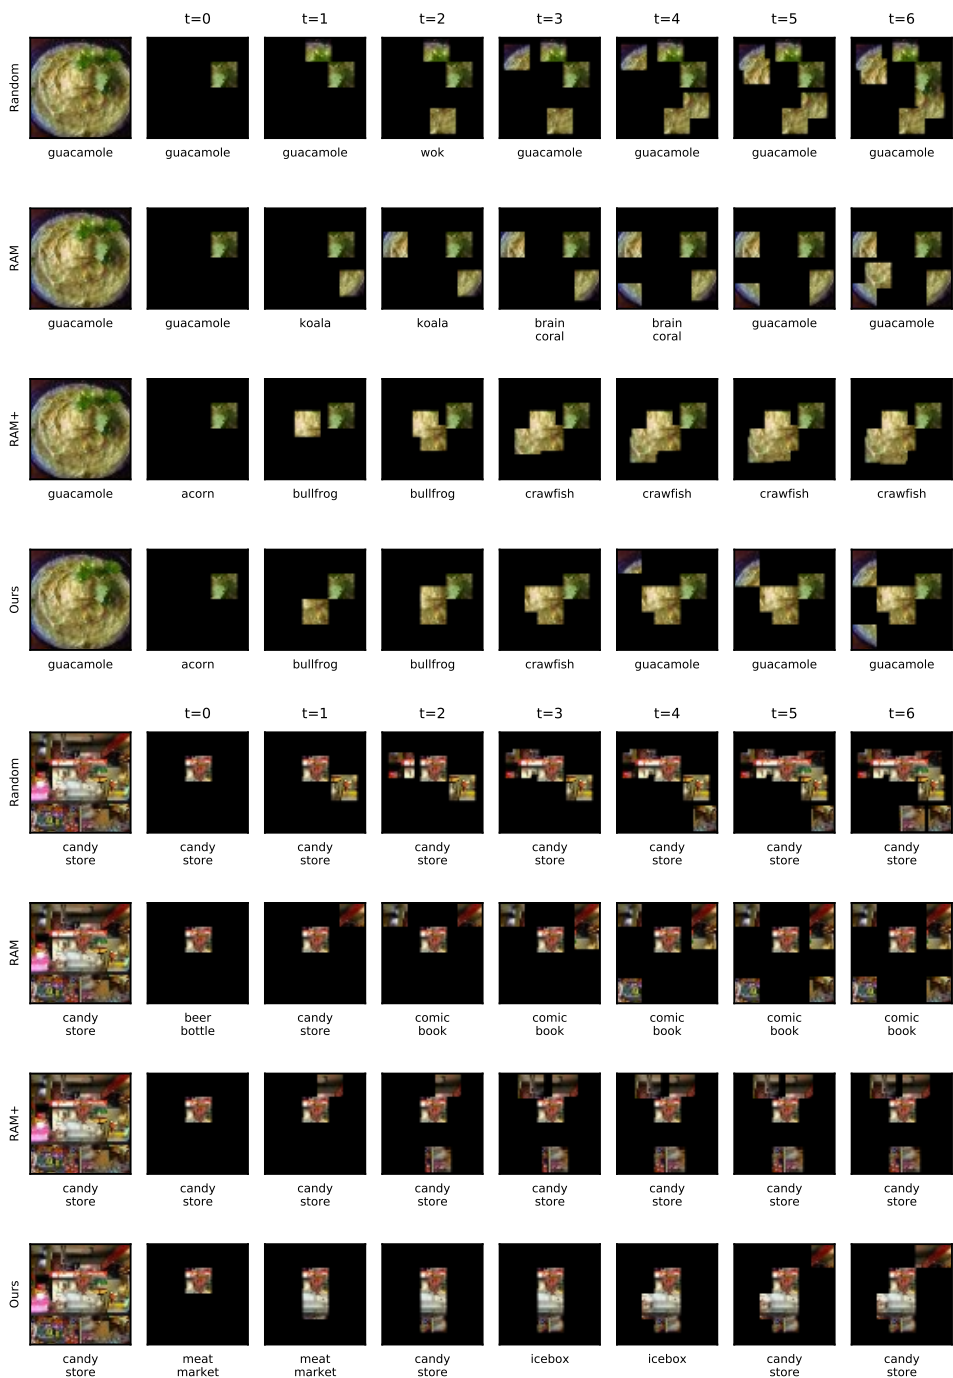 t=0 t=1 t=2 t=3 t=4 t=5 t=6
Random
guacamole guacamole guacamole wok guacamole guacamole guacamole guacamole
RAM
guacamole guacamole koala koala brain brain guacamole guacamole
coral coral
RAM+
guacamole acorn bullfrog bullfrog crawfish crawfish crawfish crawfish
Ours
guacamole acorn bullfrog bullfrog crawfish guacamole guacamole guacamole
t=0 t=1 t=2 t=3 t=4 t=5 t=6
Random
candy candy candy candy candy candy candy candy
store store store store store store store store
RAM
candy beer candy comic comic comic comic comic
store bottle store book book book book book
RAM+
candy candy candy candy candy candy candy candy
store store store store store store store store
Ours
candy meat meat candy icebox icebox candy candy
store market market store store store